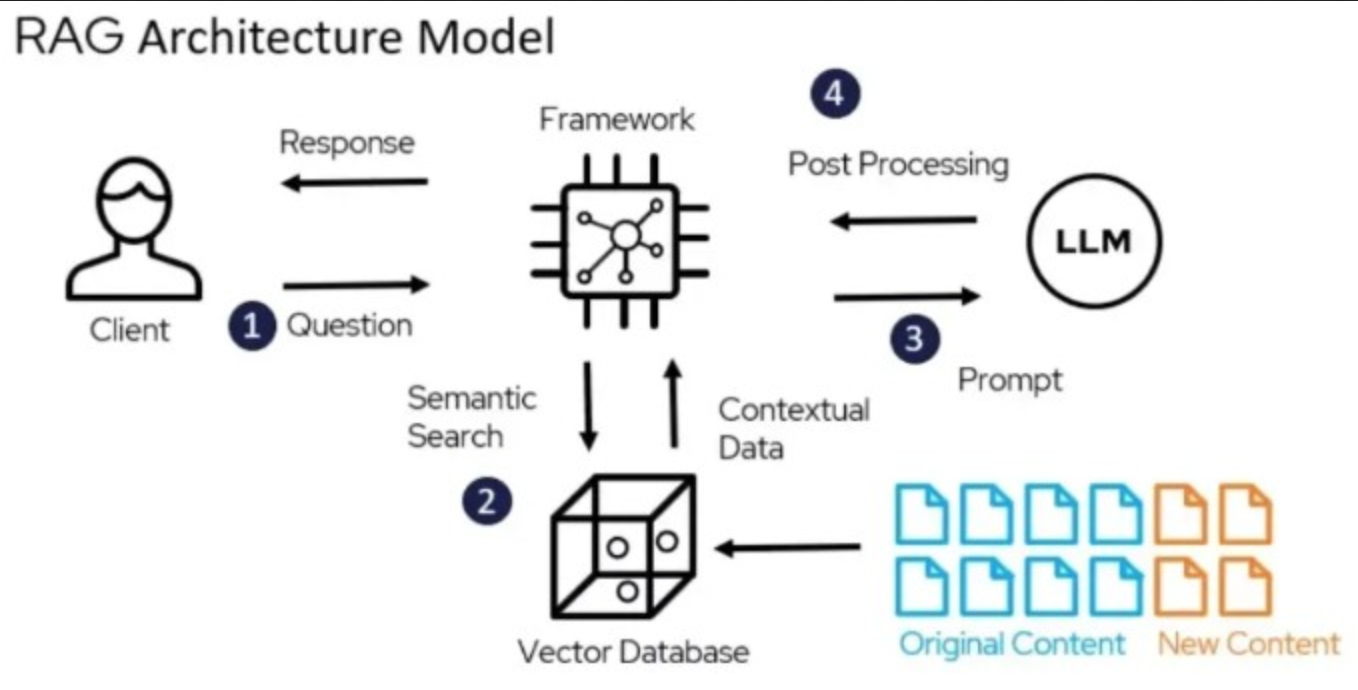 RAG Architecture Model
4
Framework
Response
Post Processing
LLM
Client
1
Question
3
Prompt
Semantic
Search
Contextual
Data
2
Vector Database
Original Content
New Content